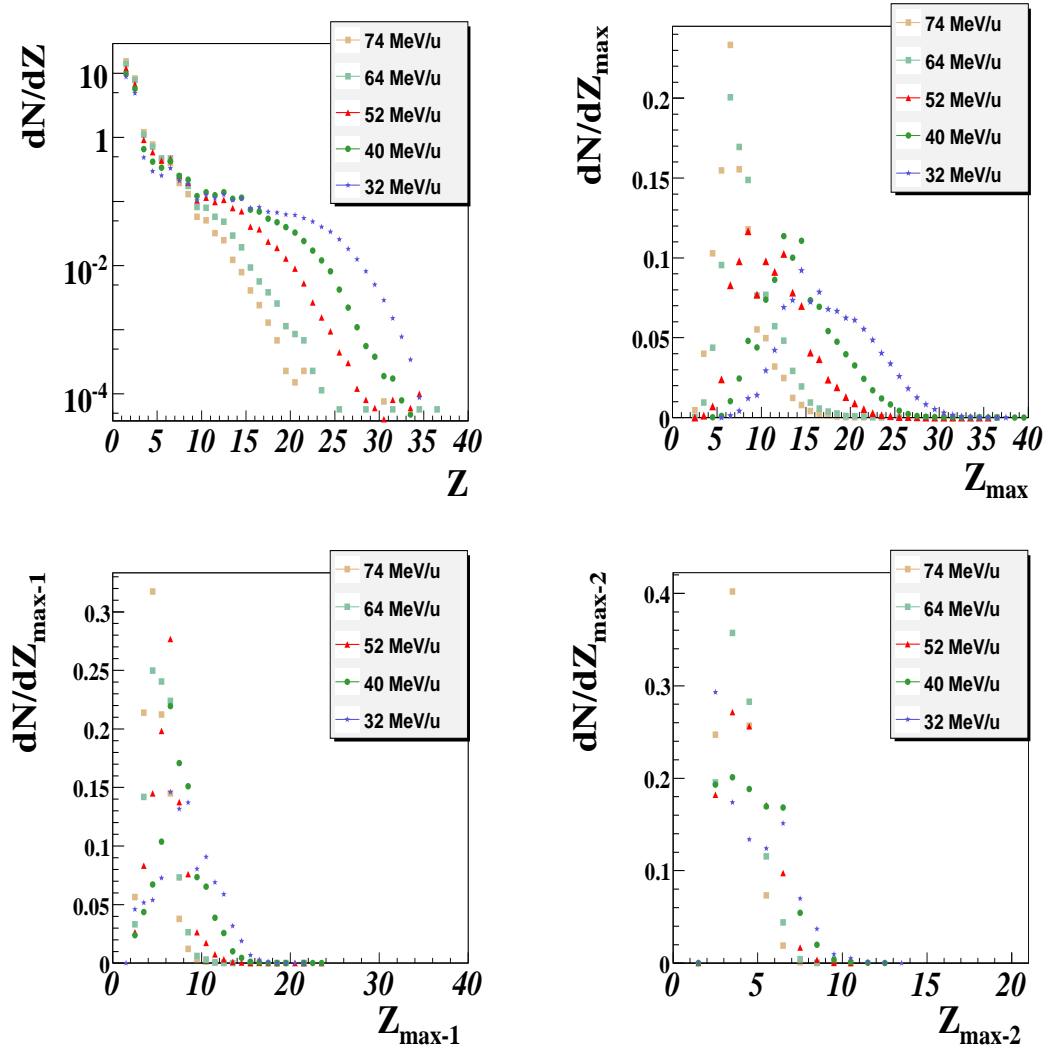 dN/dZ
10
1
10^-2
10^-4
0 5 10 15 20 25 30 35 40
Z
74 MeV/u
64 MeV/u
52 MeV/u
40 MeV/u
32 MeV/u
dN/dZ_max
0.2
0.15
0.1
0.05
0
0 5 10 15 20 25 30 35 40
Z_max
74 MeV/u
64 MeV/u
52 MeV/u
40 MeV/u
32 MeV/u
dN/dZ_max-1
0.3
0.25
0.2
0.15
0.1
0.05
0
0 10 20 30 40
Z_max-1
74 MeV/u
64 MeV/u
52 MeV/u
40 MeV/u
32 MeV/u
dN/dZ_max-2
0.4
0.3
0.2
0.1
0
0 5 10 15 20
Z_max-2
74 MeV/u
64 MeV/u
52 MeV/u
40 MeV/u
32 MeV/u